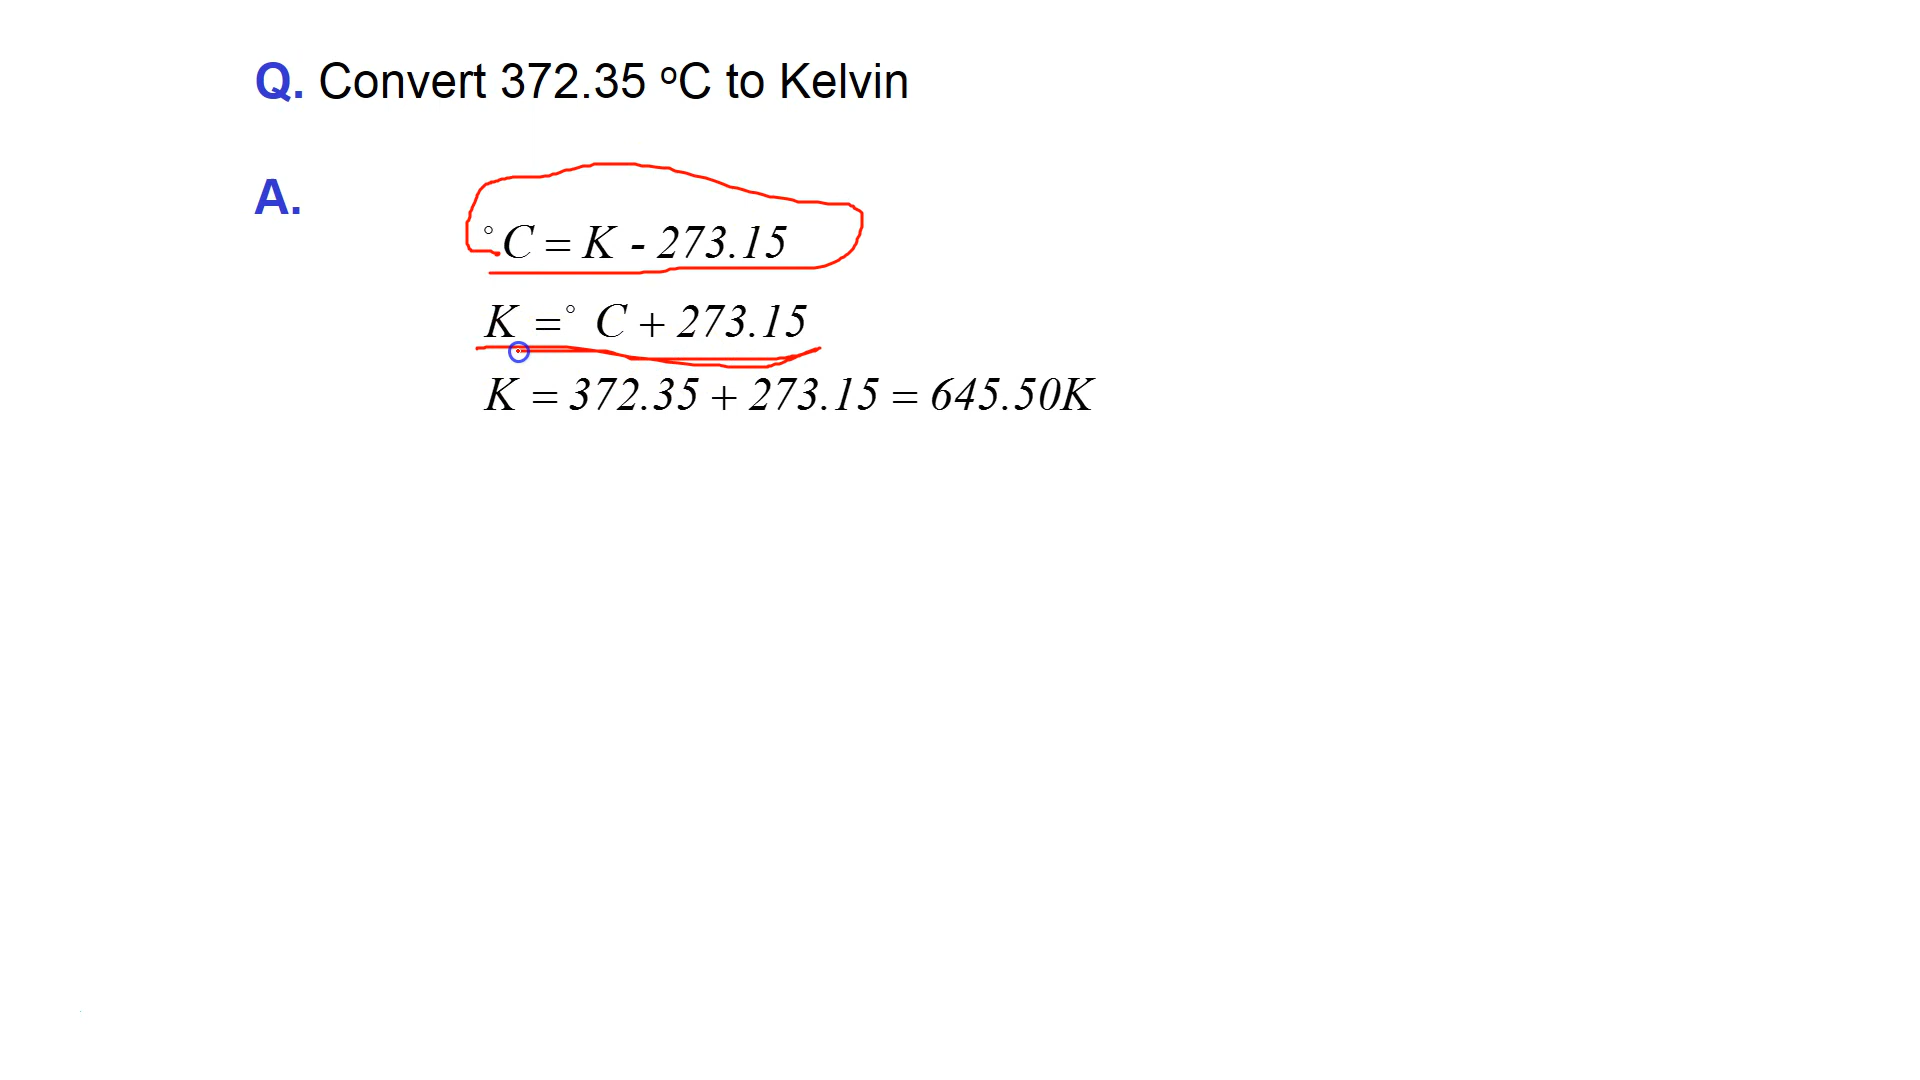 Q. Convert 372.35 °C to Kelvin
A.
°C = K - 273.15
K =° C + 273.15
K = 372.35 + 273.15 = 645.50K